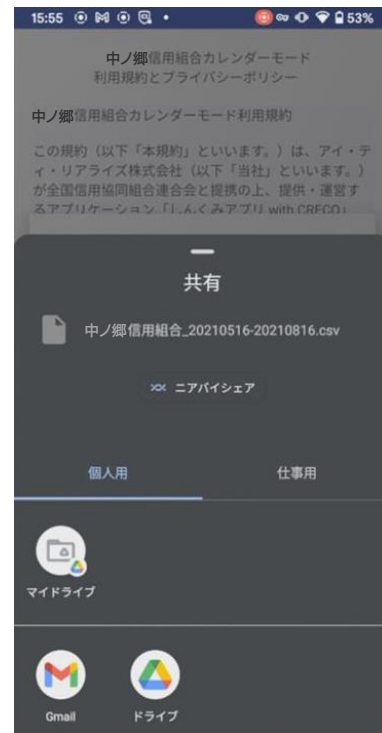 15:55 53%
中ノ郷信用組合カレンダーモード
利用規約とプライバシーポリシー
中ノ郷信用組合カレンダーモード利用規約
この規約（以下「本規約」といいます。）は、アイ・テ
ィ・リアライズ株式会社（以下「当社」といいます。）
が全国信用協同組合連合会と提携の上、提供・運営す
るアプリケーション「しんくみアプリ with CRECO」
共有
中ノ郷信用組合_20210516-20210816.csv
ニアバイシェア
個人用 仕事用
マイドライブ
Gmail ドライブ